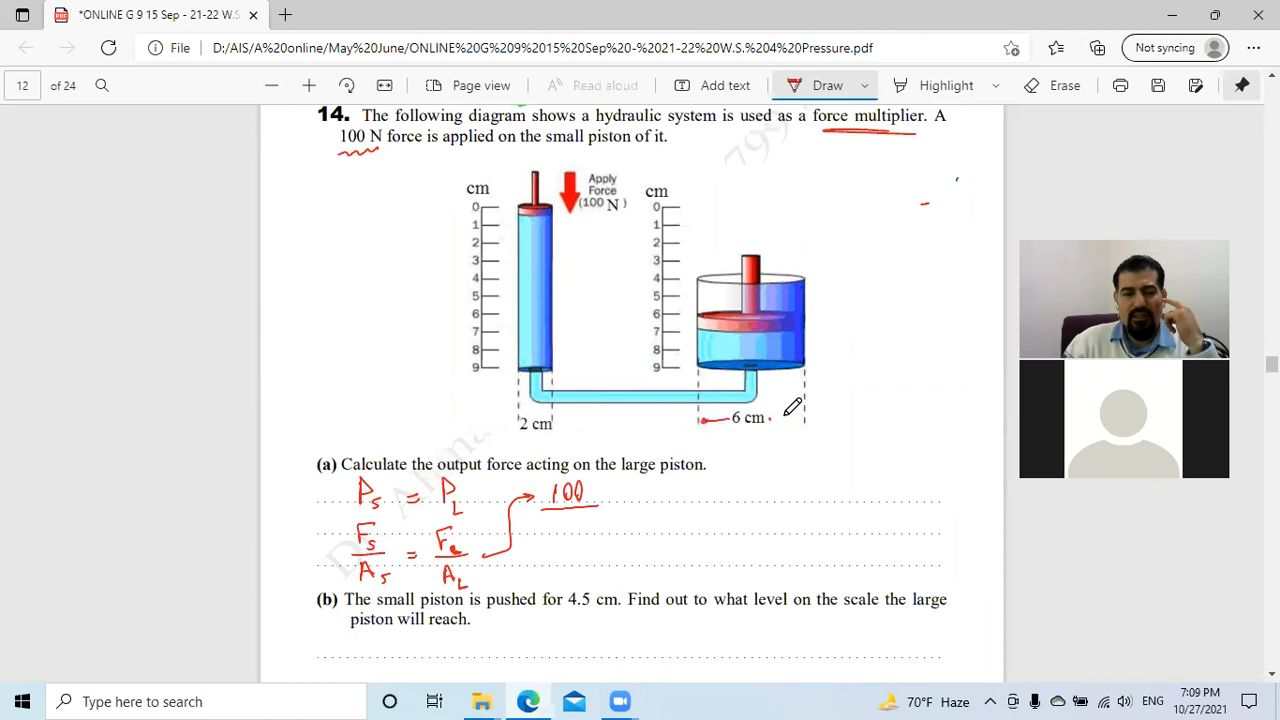 *ONLINE G 9 15 Sep - 21-22 W.S
File D:/AIS/A%20online/May%20June/ONLINE%20G%209%2015%20Sep%20-%2021-22%20W.S.%204%20Pressure.pdf Not syncing
12 of 24 Page view Read aloud Add text Draw Highlight Erase
14. The following diagram shows a hydraulic system is used as a force multiplier. A
100 N force is applied on the small piston of it.
799
cm
0
1
2
3
4
5
6
7
8
9
Apply
Force
(100 N )
cm
0
1
2
3
4
5
6
7
8
9
2 cm
6 cm
(a) Calculate the output force acting on the large piston.
Ps = PL
100
Fs = FL
As AL
(b) The small piston is pushed for 4.5 cm. Find out to what level on the scale the large
piston will reach.
Type here to search
70°F Haze
ENG
7:09 PM
10/27/2021